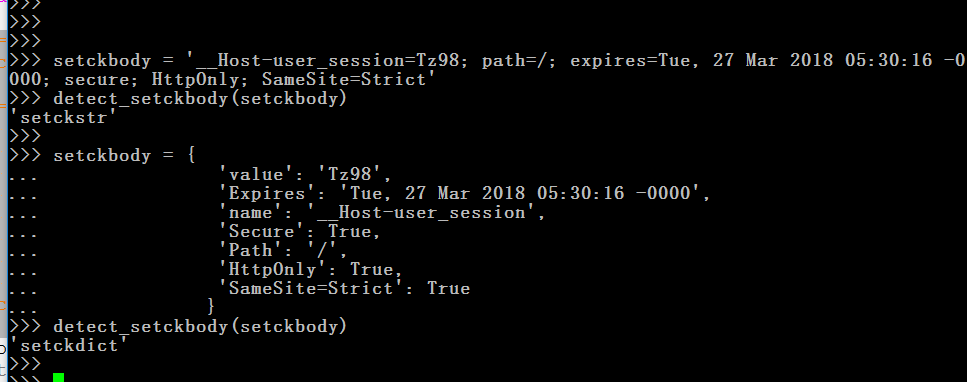 >>>
>>>
>>>
>>> setckbody = '__Host-user_session=Tz98; path=/; expires=Tue, 27 Mar 2018 05:30:16 -0
000; secure; HttpOnly; SameSite=Strict'
>>> detect_setckbody(setckbody)
'setckstr'
>>>
>>> setckbody = {
...                 'value': 'Tz98',
...                 'Expires': 'Tue, 27 Mar 2018 05:30:16 -0000',
...                 'name': '__Host-user_session',
...                 'Secure': True,
...                 'Path': '/',
...                 'HttpOnly': True,
...                 'SameSite=Strict': True
...                }
>>> detect_setckbody(setckbody)
'setckdict'
>>>
>>>